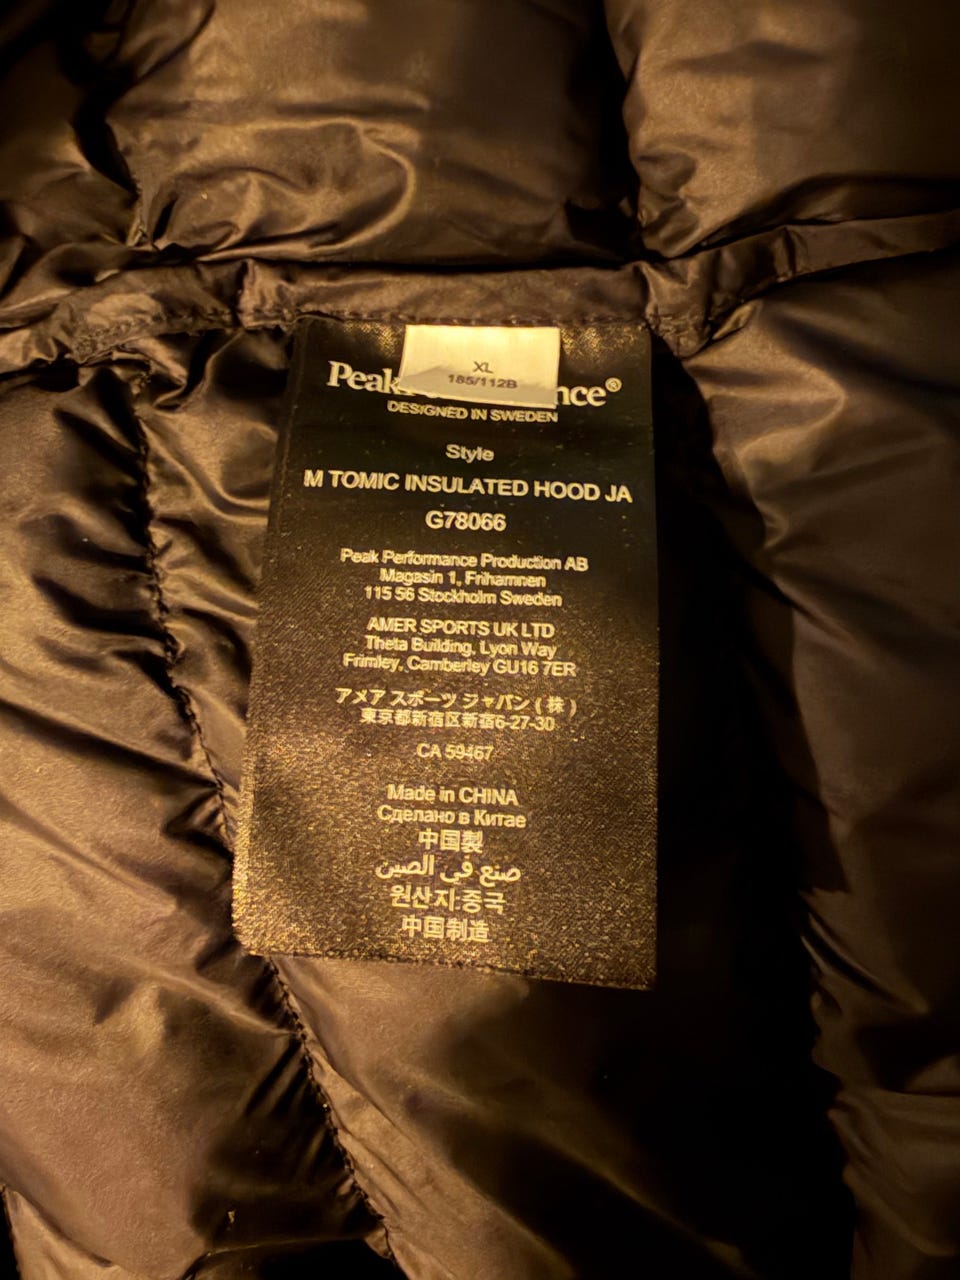 XL
185/112B
Peak nce®
DESIGNED IN SWEDEN
Style
M TOMIC INSULATED HOOD JA
G78066
Peak Performance Production AB
Magasin 1, Frihamnen
115 56 Stockholm Sweden
AMER SPORTS UK LTD
Theta Building, Lyon Way
Frimley, Camberley GU16 7ER
アメア スポーツ ジャパン (株)
東京都新宿区新宿6-27-30
CA 59467
Made in CHINA
Сделано в Китае
中国製
صنع في الصين
원산지:중국
中国制造